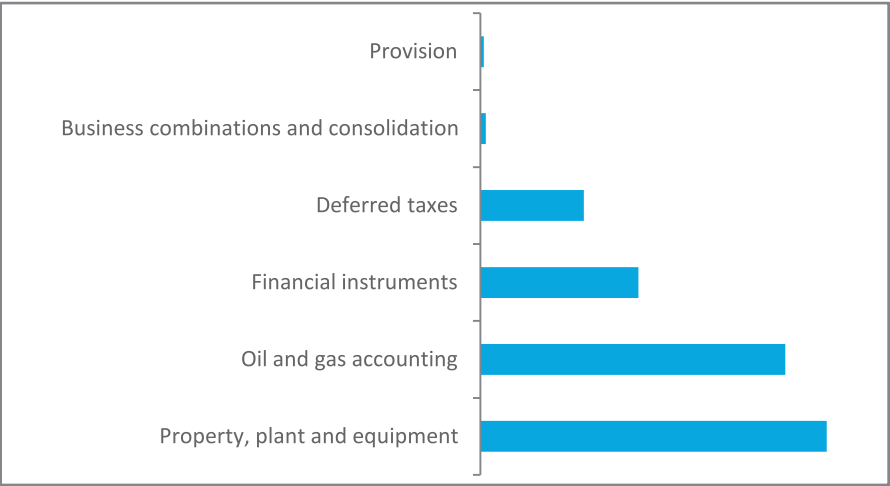 Provision
Business combinations and consolidation
Deferred taxes
Financial instruments
Oil and gas accounting
Property, plant and equipment